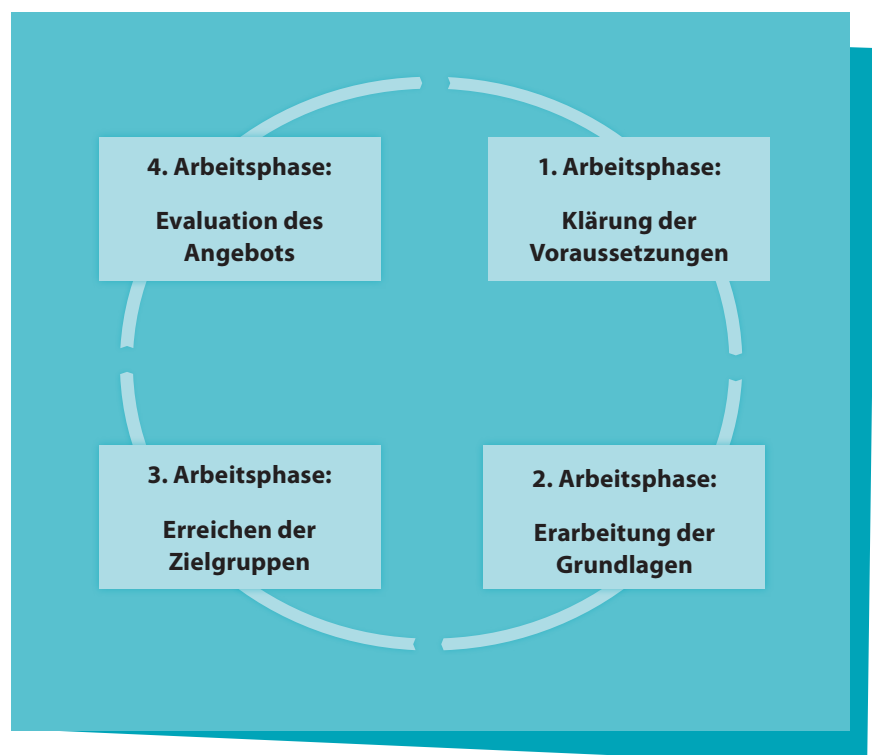 4. Arbeitsphase:
Evaluation des
Angebots
1. Arbeitsphase:
Klärung der
Voraussetzungen
3. Arbeitsphase:
Erreichen der
Zielgruppen
2. Arbeitsphase:
Erarbeitung der
Grundlagen